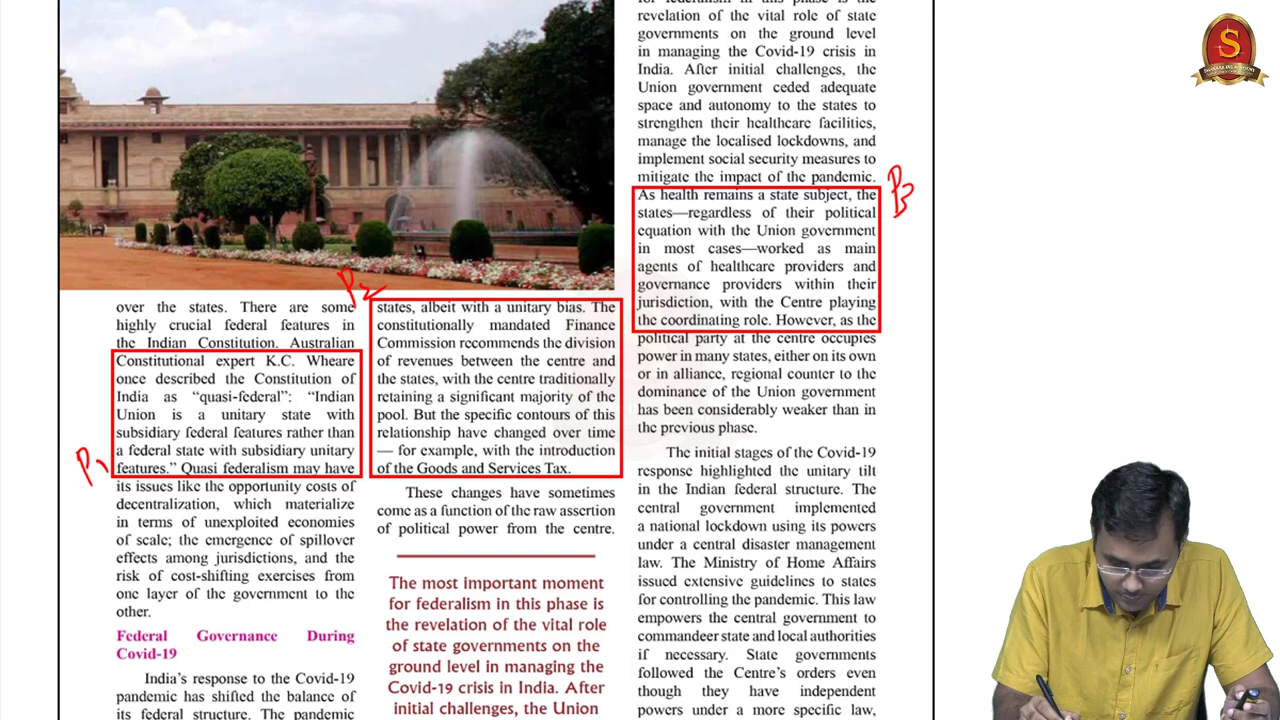 over the states. There are some
highly crucial federal features in
the Indian Constitution. Australian
Constitutional expert K.C. Wheare
once described the Constitution of
India as “quasi-federal”: “Indian
Union is a unitary state with
subsidiary federal features rather than
a federal state with subsidiary unitary
features.” Quasi federalism may have
its issues like the opportunity costs of
decentralization, which materialize
in terms of unexploited economies
of scale; the emergence of spillover
effects among jurisdictions, and the
risk of cost-shifting exercises from
one layer of the government to the
other.
Federal Governance During
Covid-19
India’s response to the Covid-19
pandemic has shifted the balance of
its federal structure. The pandemic
P1
P2
states, albeit with a unitary bias. The
constitutionally mandated Finance
Commission recommends the division
of revenues between the centre and
the states, with the centre traditionally
retaining a significant majority of the
pool. But the specific contours of this
relationship have changed over time
— for example, with the introduction
of the Goods and Services Tax.
These changes have sometimes
come as a function of the raw assertion
of political power from the centre.
The most important moment
for federalism in this phase is
the revelation of the vital role
of state governments on the
ground level in managing the
Covid-19 crisis in India. After
initial challenges, the Union
for federalism in this phase is the
revelation of the vital role of state
governments on the ground level
in managing the Covid-19 crisis in
India. After initial challenges, the
Union government ceded adequate
space and autonomy to the states to
strengthen their healthcare facilities,
manage the localised lockdowns, and
implement social security measures to
mitigate the impact of the pandemic.
As health remains a state subject, the
states—regardless of their political
equation with the Union government
in most cases—worked as main
agents of healthcare providers and
governance providers within their
jurisdiction, with the Centre playing
the coordinating role. However, as the
political party at the centre occupies
power in many states, either on its own
or in alliance, regional counter to the
dominance of the Union government
has been considerably weaker than in
the previous phase.
The initial stages of the Covid-19
response highlighted the unitary tilt
in the Indian federal structure. The
central government implemented
a national lockdown using its powers
under a central disaster management
law. The Ministry of Home Affairs
issued extensive guidelines to states
for controlling the pandemic. This law
empowers the central government to
commandeer state and local authorities
if necessary. State governments
followed the Centre’s orders even
though they have independent
powers under a more specific law,
P3
S